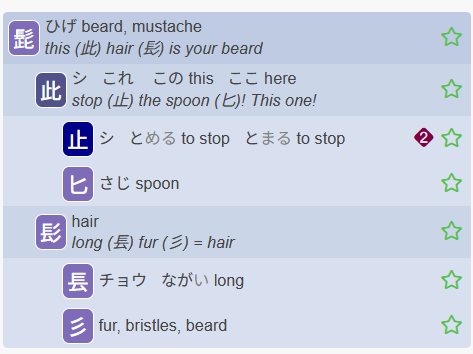 髭 ひげ beard, mustache
this (此) hair (髟) is your beard
此 シ これ この this ここ here
stop (止) the spoon (匕)! This one!
止 シ とめる to stop とまる to stop 2
匕 さじ spoon
髟 hair
long (镸) fur (彡) = hair
镸 チョウ ながい long
彡 fur, bristles, beard